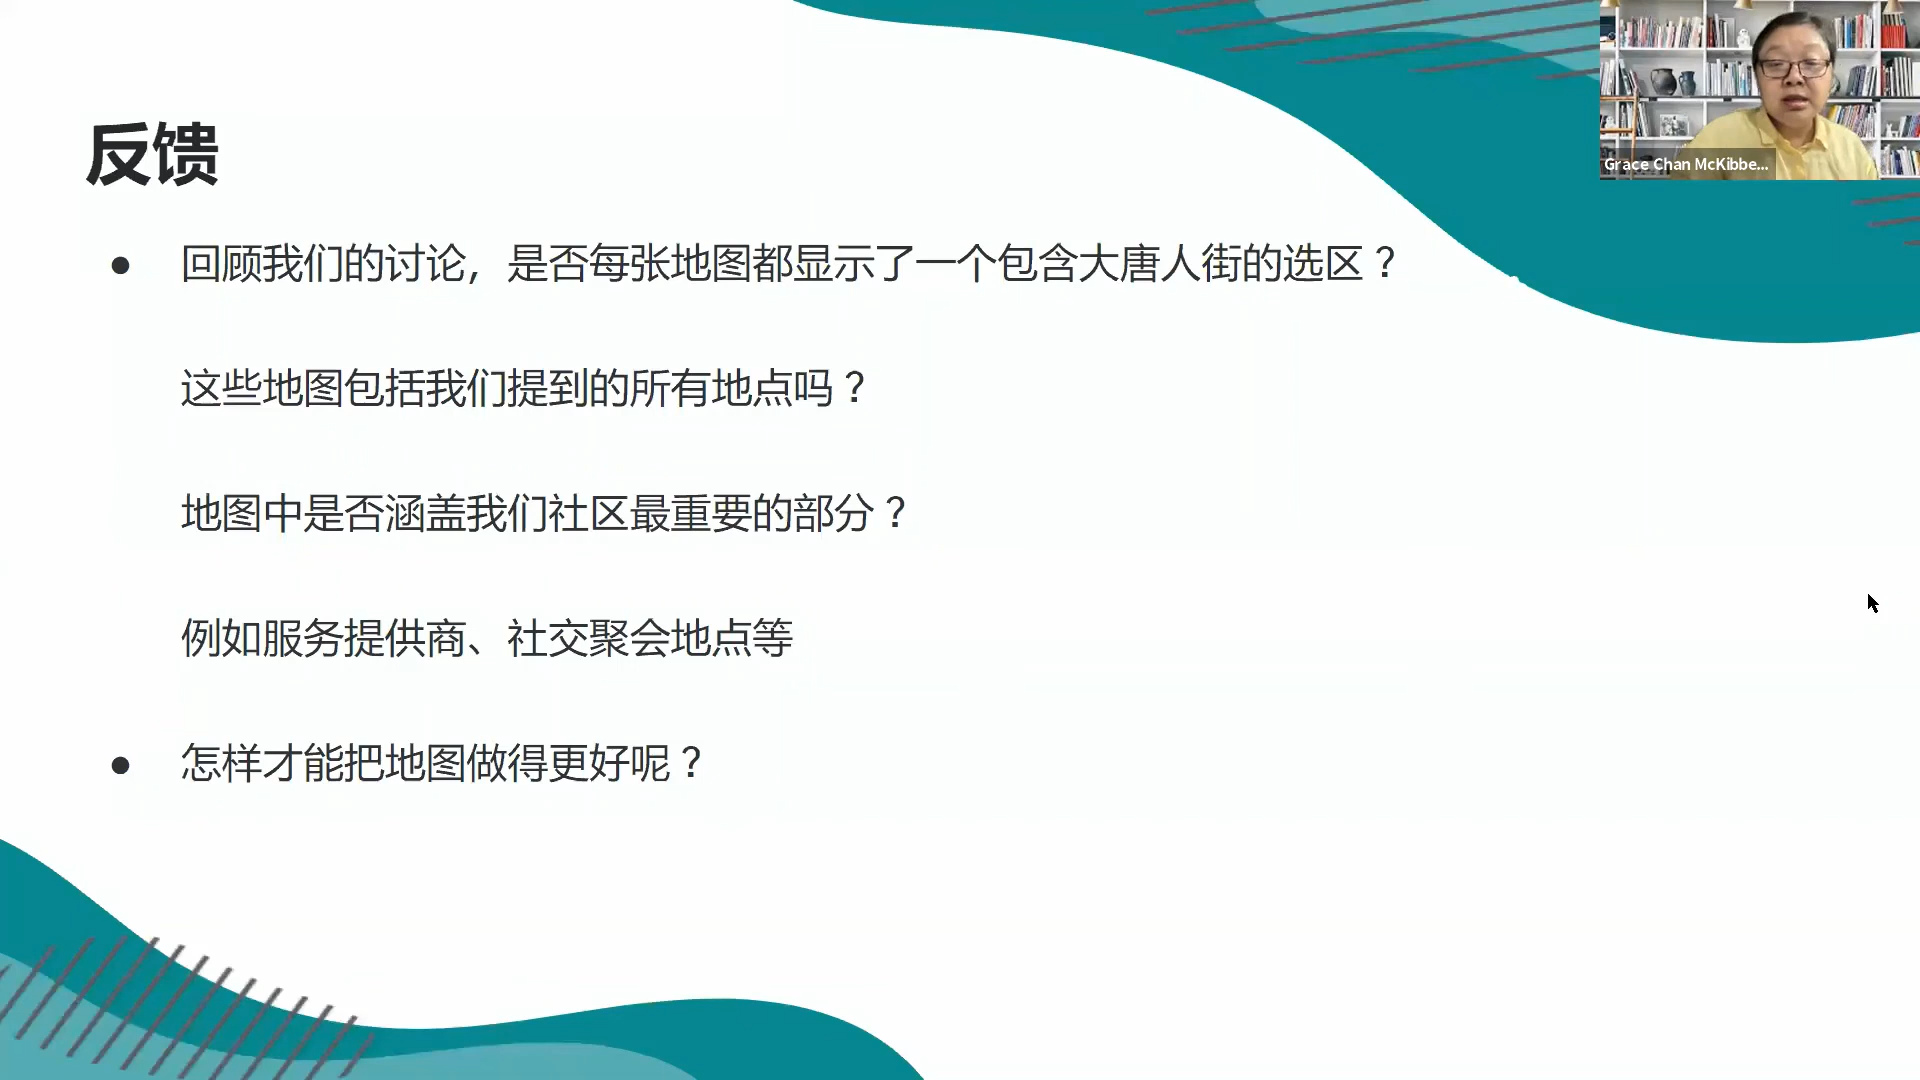 反馈
● 回顾我们的讨论，是否每张地图都显示了一个包含大唐人街的选区？
这些地图包括我们提到的所有地点吗？
地图中是否涵盖我们社区最重要的部分？
例如服务提供商、社交聚会地点等
● 怎样才能把地图做得更好呢？
Grace Chan McKibbe...